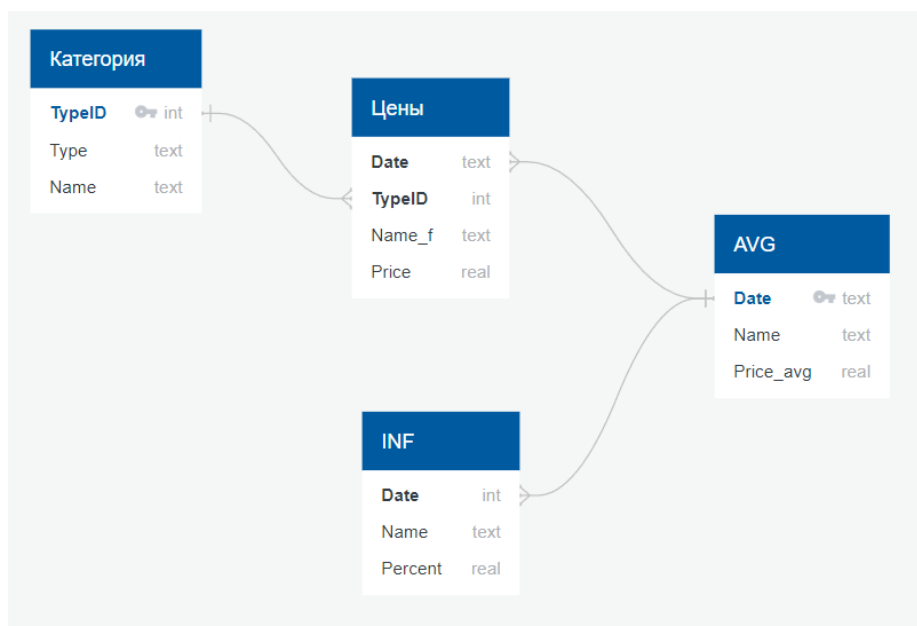 Категория
TypeID int
Type text
Name text
Цены
Date text
TypeID int
Name_f text
Price real
AVG
Date text
Name text
Price_avg real
INF
Date int
Name text
Percent real